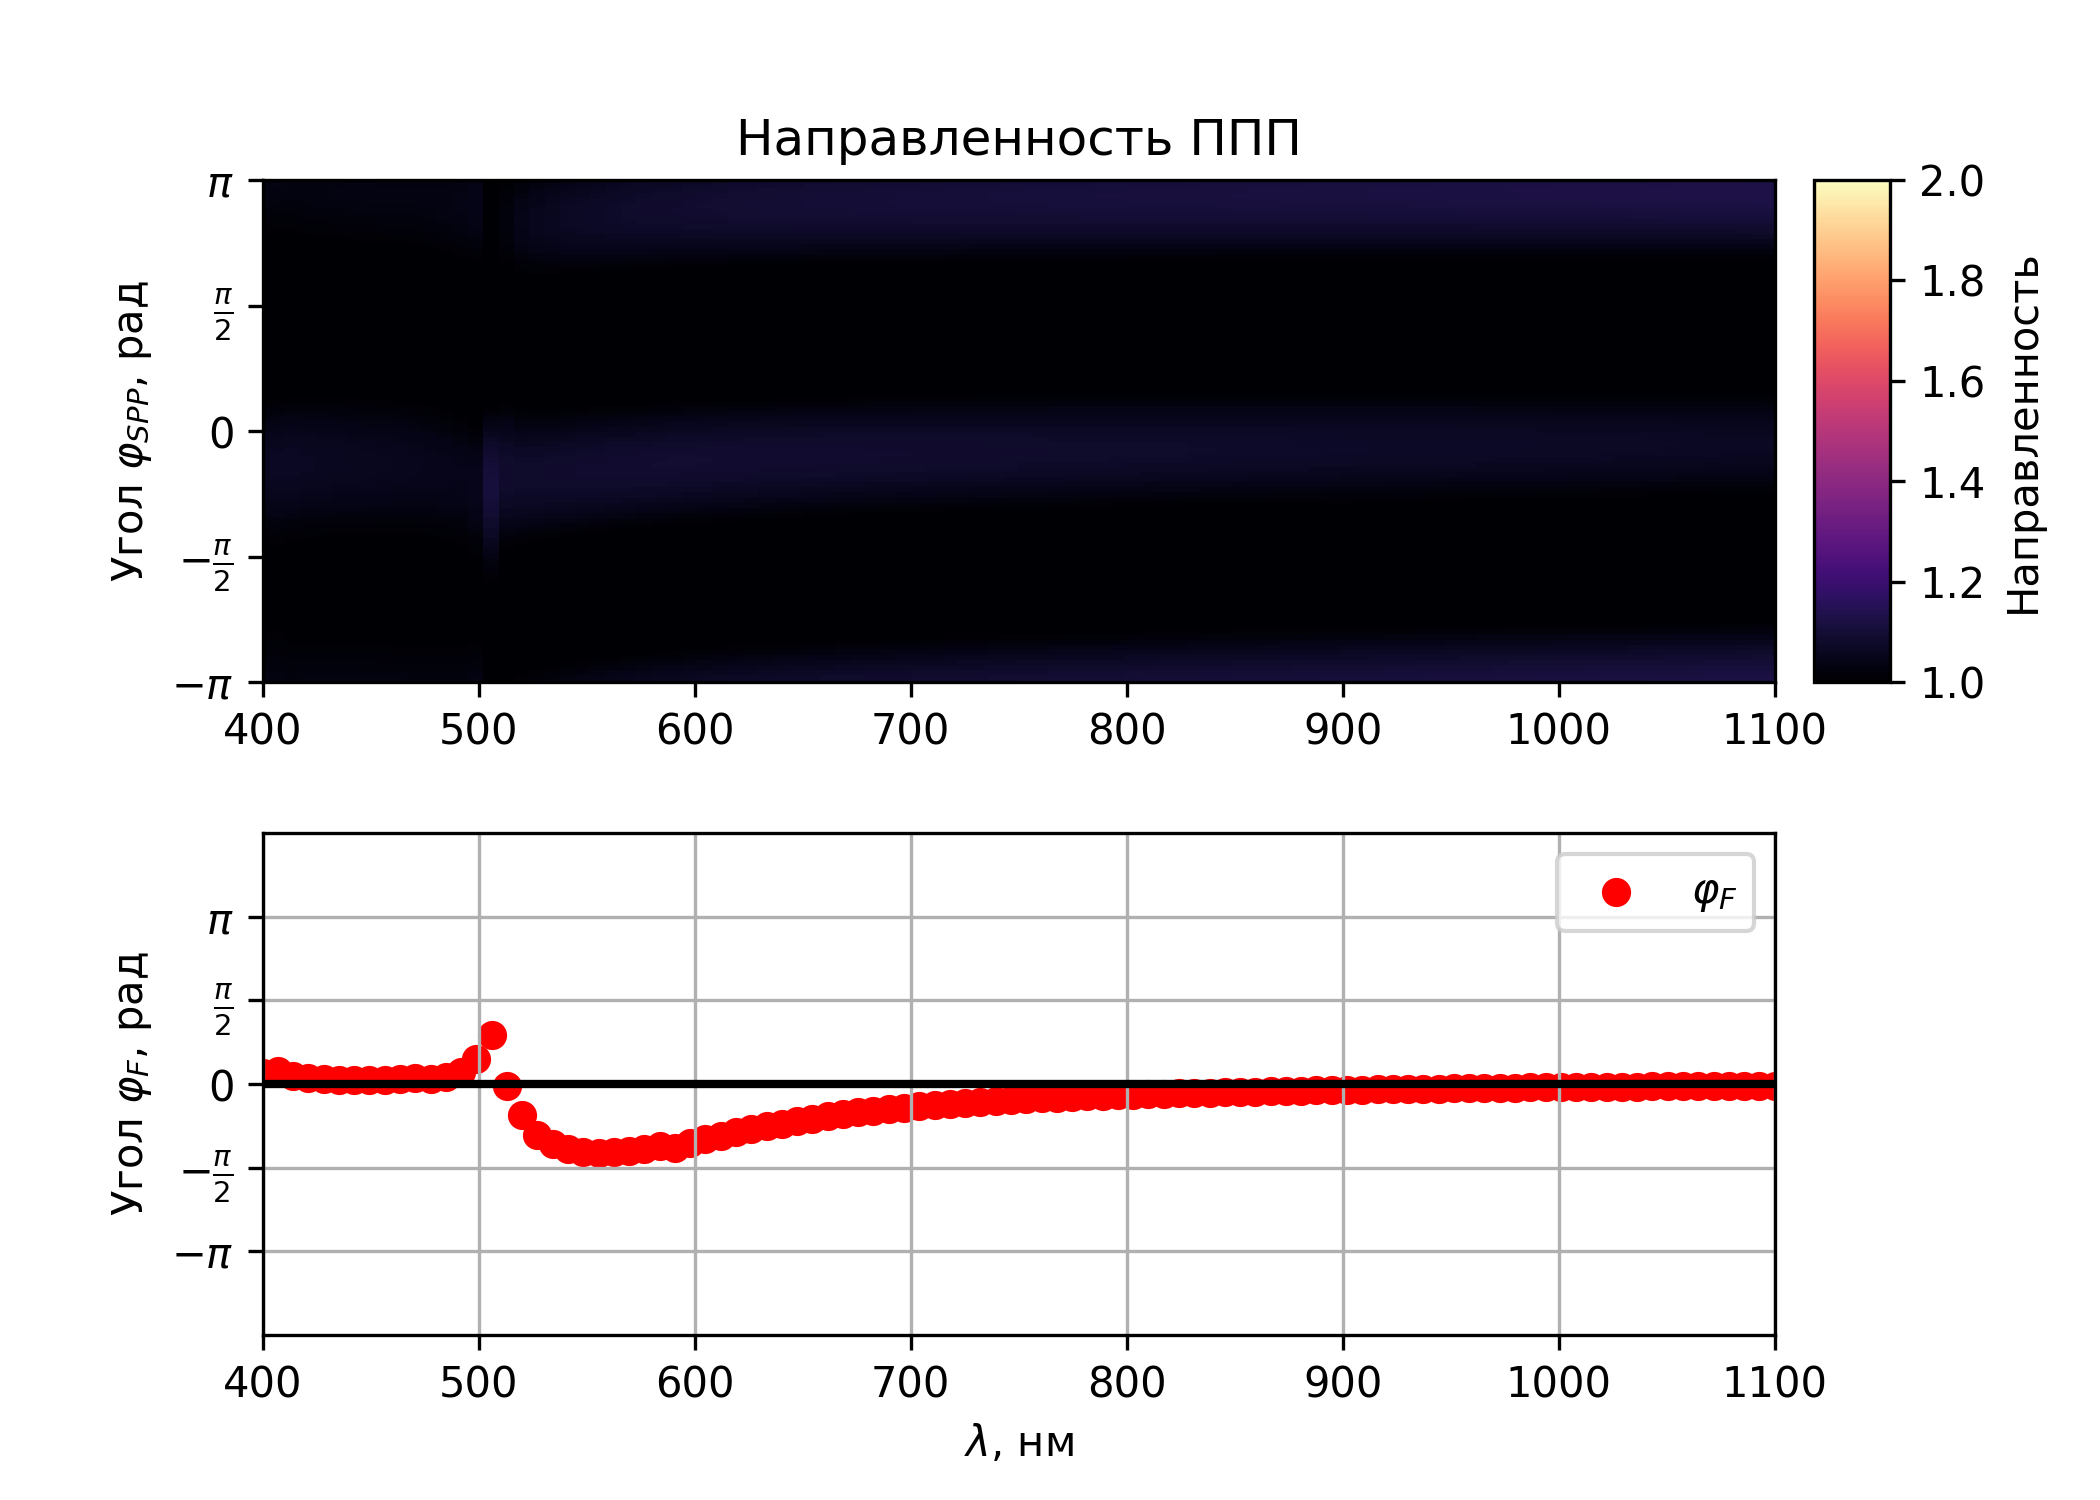 Направленность ППП
π
π/2
0
−π/2
−π
Угол φ_SPP, рад
400 500 600 700 800 900 1000 1100
2.0
1.8
1.6
1.4
1.2
1.0
Направленность
π
π/2
0
−π/2
−π
Угол φ_F, рад
φ_F
400 500 600 700 800 900 1000 1100
λ, нм